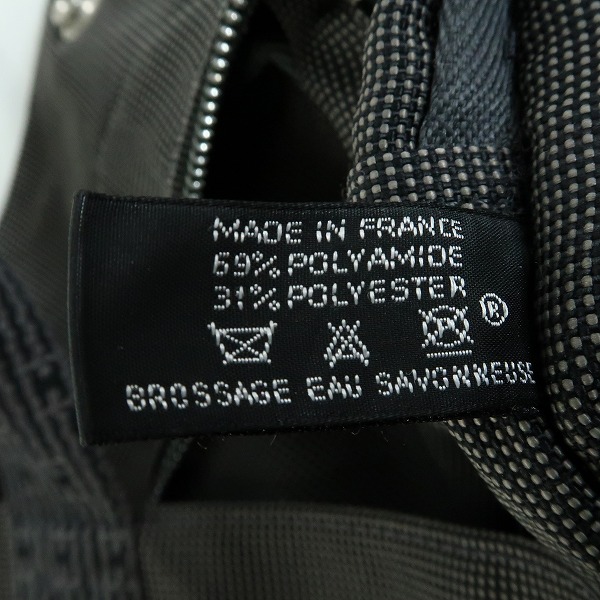 MADE IN FRANCE
69% POLYAMIDE
31% POLYESTER
P ®
BROSSAGE EAU SAVONNEUSE